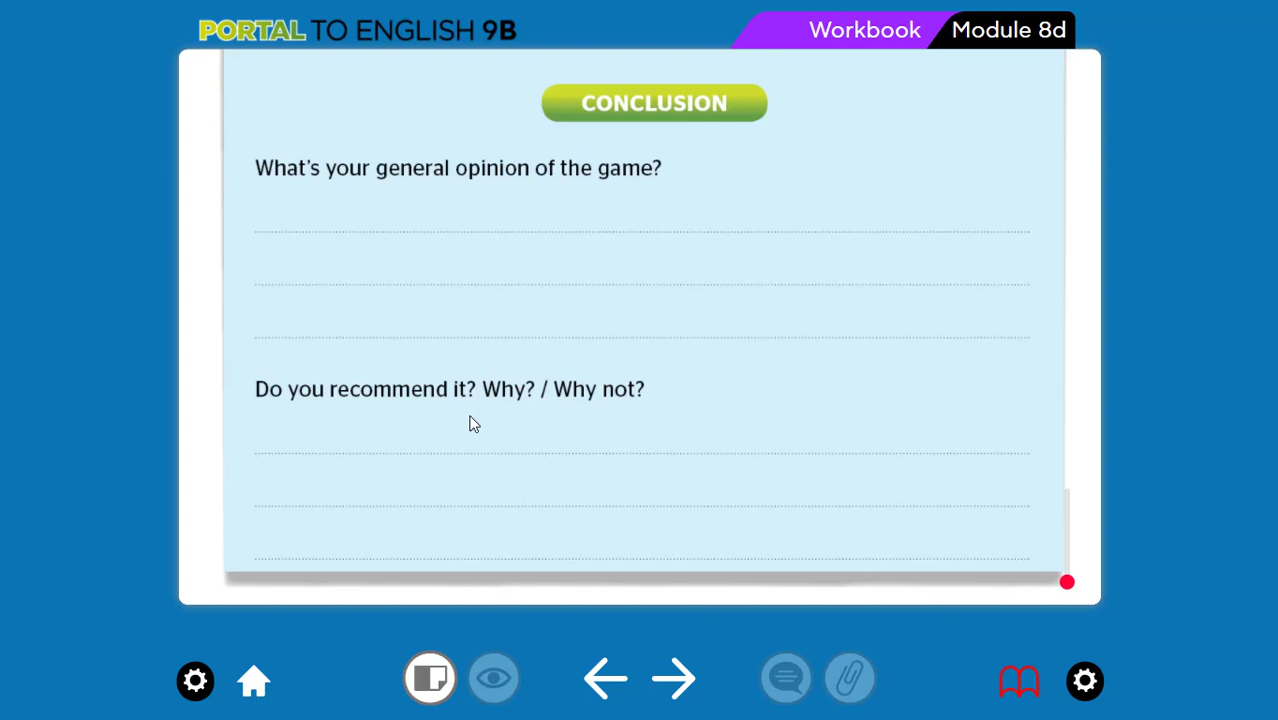 PORTAL TO ENGLISH 9B
Workbook
Module 8d
CONCLUSION
What's your general opinion of the game?
Do you recommend it? Why? / Why not?